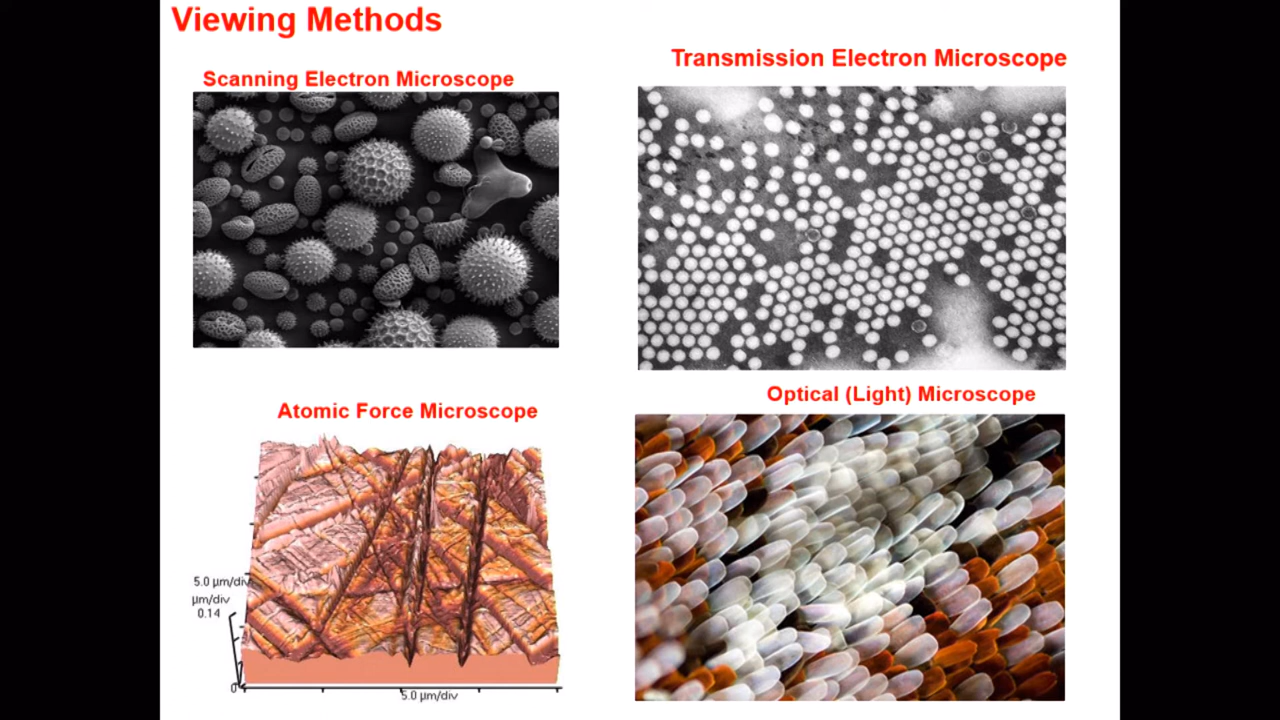 Viewing Methods
Scanning Electron Microscope
Transmission Electron Microscope
Atomic Force Microscope
Optical (Light) Microscope
5.0 µm/div
µm/div
0.14
0
5.0 µm/div